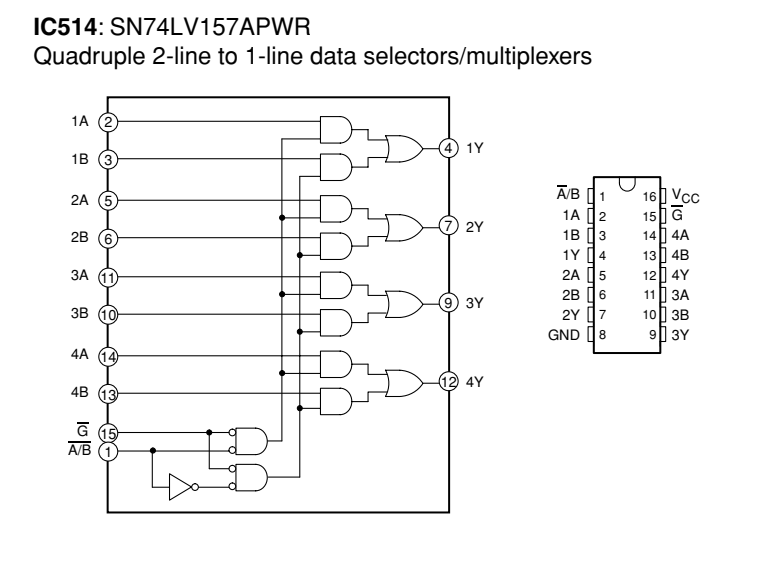 IC514: SN74LV157APWR
Quadruple 2-line to 1-line data selectors/multiplexers
1A 2
1B 3
4 1Y
2A 5
2B 6
7 2Y
3A 11
3B 10
9 3Y
4A 14
4B 13
12 4Y
G̅ 15
A̅/̅B̅ 1
A̅/B 1 16 VCC
1A 2 15 G̅
1B 3 14 4A
1Y 4 13 4B
2A 5 12 4Y
2B 6 11 3A
2Y 7 10 3B
GND 8 9 3Y